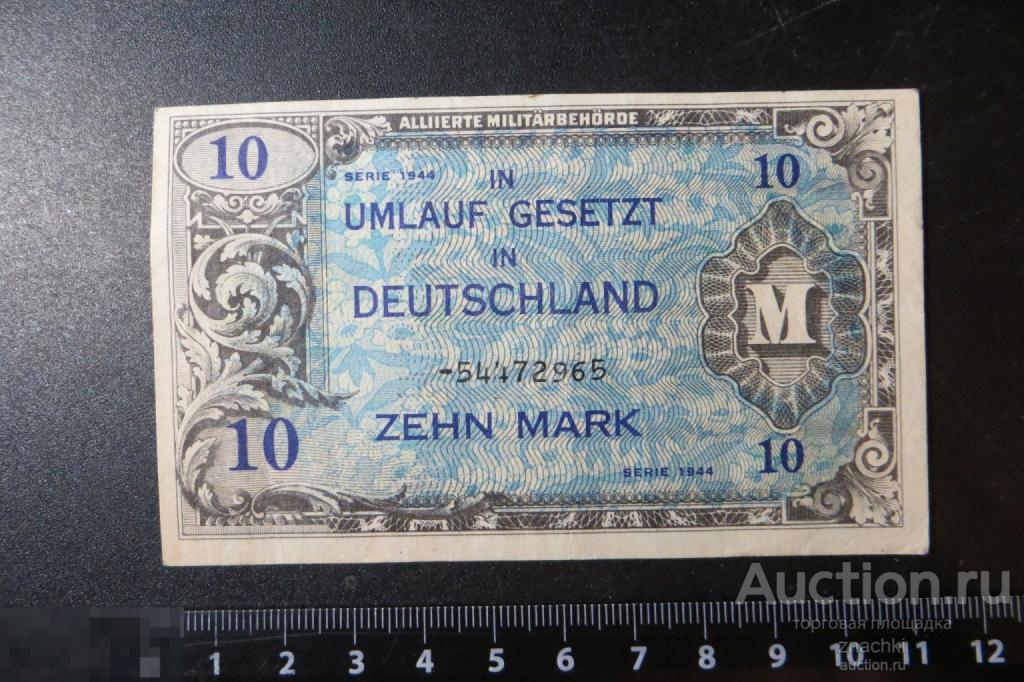 ALLIIERTE MILITÄRBEHÖRDE
10
10
SERIE 1944
IN
UMLAUF GESETZT
IN
DEUTSCHLAND
M
-54472965
ZEHN MARK
10
10
SERIE 1944
Auction.ru
торговая площадка
znachki
auction.ru
1 2 3 4 5 6 7 8 9 10 11 12